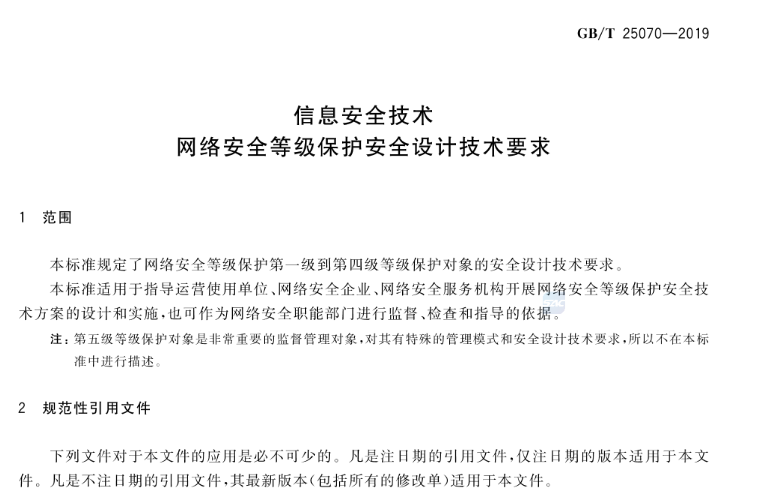 GB/T 25070—2019
信息安全技术
网络安全等级保护安全设计技术要求
1 范围
本标准规定了网络安全等级保护第一级到第四级等级保护对象的安全设计技术要求。
本标准适用于指导运营使用单位、网络安全企业、网络安全服务机构开展网络安全等级保护安全技
术方案的设计和实施,也可作为网络安全职能部门进行监督、检查和指导的依据。
注:第五级等级保护对象是非常重要的监督管理对象,对其有特殊的管理模式和安全设计技术要求,所以不在本标
准中进行描述。
2 规范性引用文件
下列文件对于本文件的应用是必不可少的。凡是注日期的引用文件,仅注日期的版本适用于本文
件。凡是不注日期的引用文件,其最新版本(包括所有的修改单)适用于本文件。